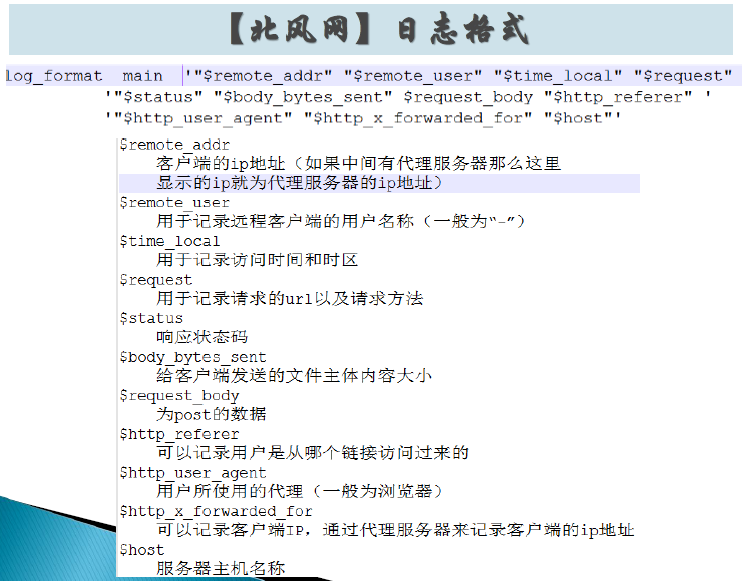 【北风网】日志格式
log_format  main  '"$remote_addr" "$remote_user" "$time_local" "$request"
'"$status" "$body_bytes_sent" $request_body "$http_referer" '
'"$http_user_agent" "$http_x_forwarded_for" "$host"'
$remote_addr
客户端的ip地址（如果中间有代理服务器那么这里
显示的ip就为代理服务器的ip地址）
$remote_user
用于记录远程客户端的用户名称（一般为“-”）
$time_local
用于记录访问时间和时区
$request
用于记录请求的url以及请求方法
$status
响应状态码
$body_bytes_sent
给客户端发送的文件主体内容大小
$request_body
为post的数据
$http_referer
可以记录用户是从哪个链接访问过来的
$http_user_agent
用户所使用的代理（一般为浏览器）
$http_x_forwarded_for
可以记录客户端IP，通过代理服务器来记录客户端的ip地址
$host
服务器主机名称